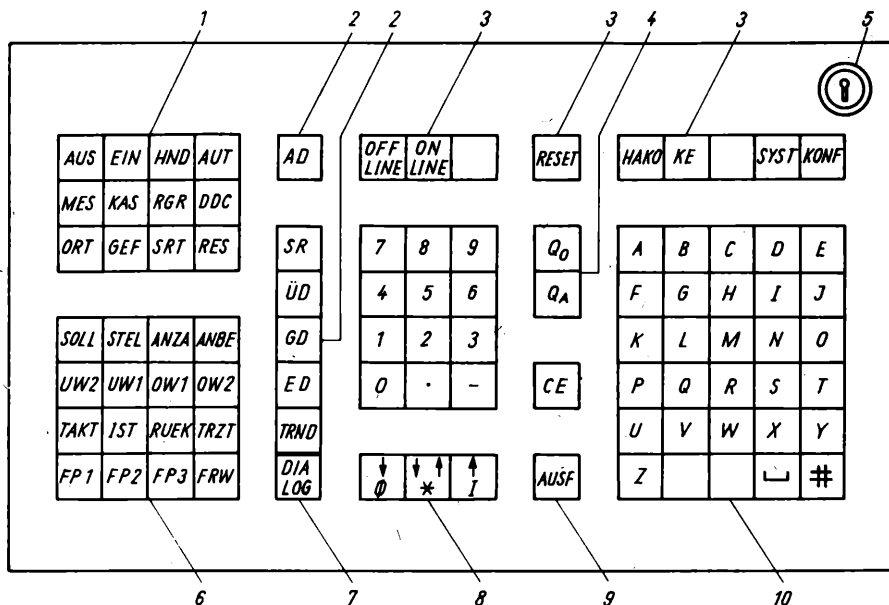 1 2 2 3 3 4 3 5
AUS EIN HND AUT
MES KAS RGR DDC
ORT GEF SRT RES
AD
OFF LINE ON LINE
RESET
HAKO KE SYST KONF
SOLL STEL ANZA ANBE
UW2 UW1 OW1 OW2
TAKT IST RUEK TRZT
FP1 FP2 FP3 FRW
SR
ÜD
GD
ED
TRND
DIA
LOG
7 8 9
4 5 6
1 2 3
0 · –
↓ ↓ ↑ ↑
φ * I
Q0
QA
CE
AUSF
A B C D E
F G H I J
K L M N O
P Q R S T
U V W X Y
Z ⎵ #
6 7 8 9 10